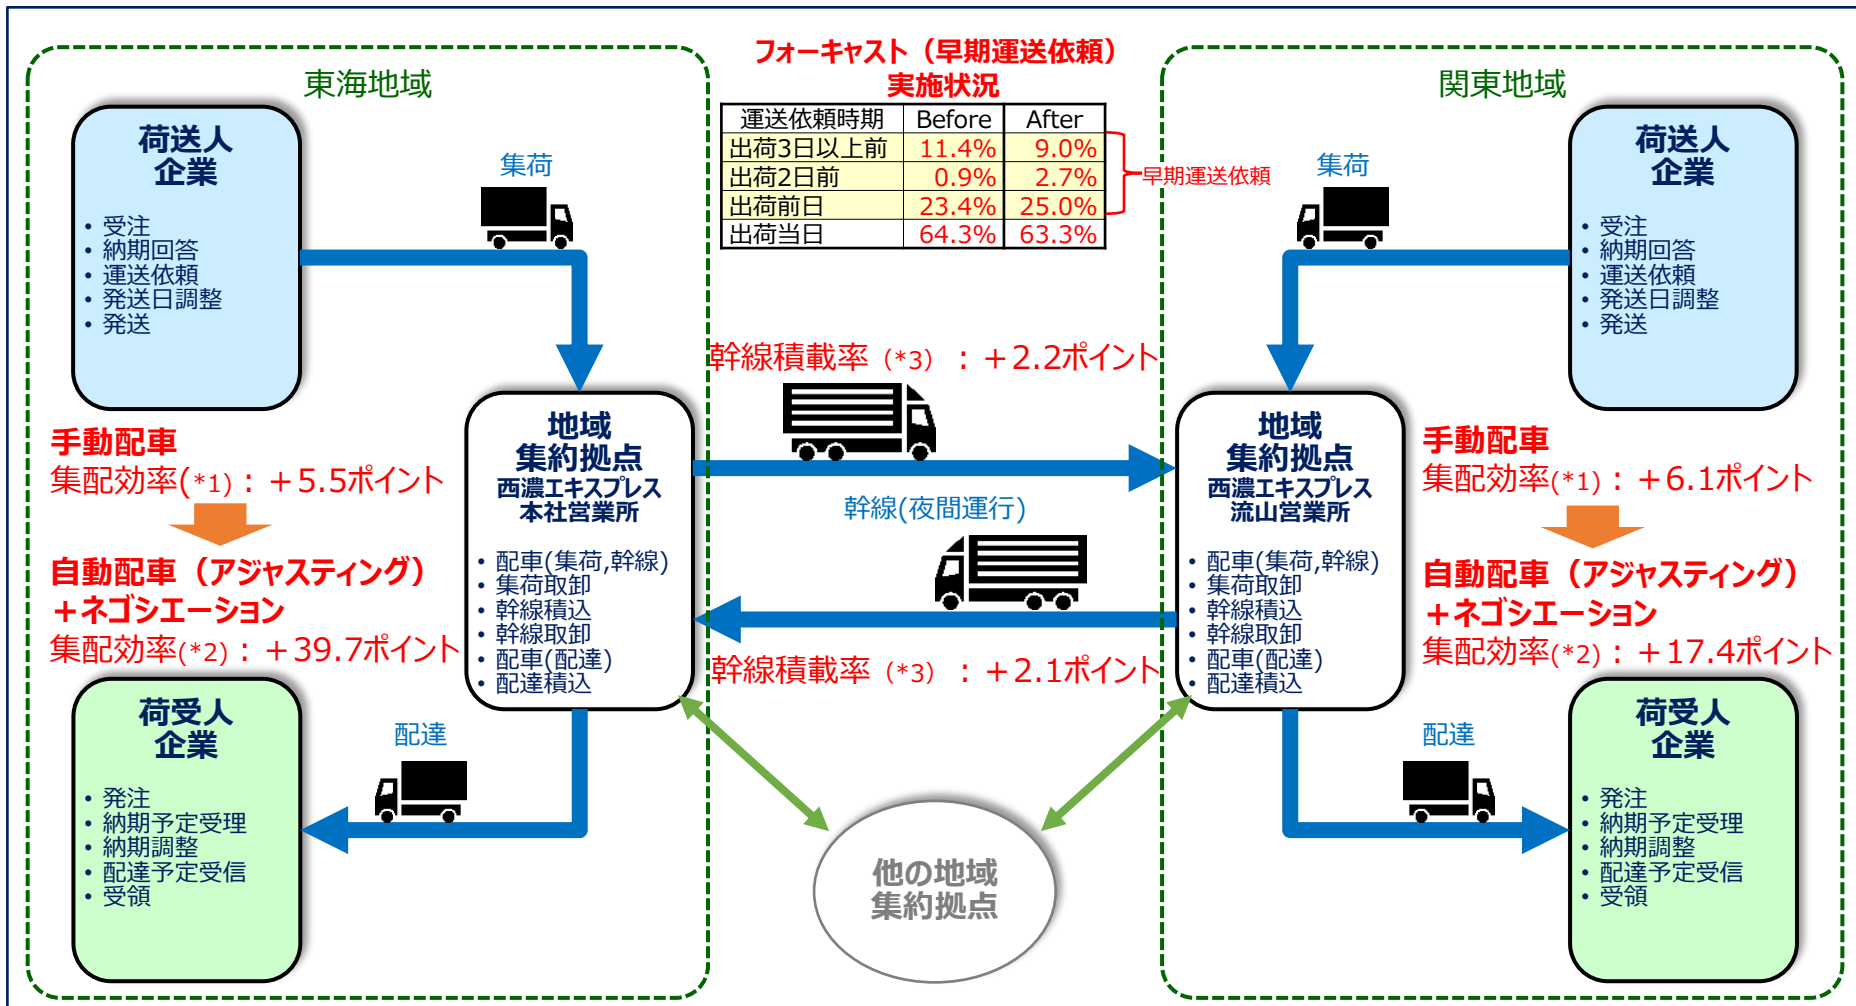 フォーキャスト（早期運送依頼）
実施状況
運送依頼時期 Before After
出荷3日以上前 11.4% 9.0%
出荷2日前 0.9% 2.7%
出荷前日 23.4% 25.0%
出荷当日 64.3% 63.3%
早期運送依頼
東海地域
荷送人
企業
• 受注
• 納期回答
• 運送依頼
• 発送日調整
• 発送
集荷
手動配車
集配効率(*1)：＋5.5ポイント
自動配車（アジャスティング）
＋ネゴシエーション
集配効率(*2)：＋39.7ポイント
地域
集約拠点
西濃エキスプレス
本社営業所
• 配車(集荷,幹線)
• 集荷取卸
• 幹線積込
• 幹線取卸
• 配車(配達)
• 配達積込
配達
荷受人
企業
• 発注
• 納期予定受理
• 納期調整
• 配達予定受信
• 受領
幹線積載率（*3）：＋2.2ポイント
幹線(夜間運行)
幹線積載率（*3）：＋2.1ポイント
他の地域
集約拠点
関東地域
集荷
荷送人
企業
• 受注
• 納期回答
• 運送依頼
• 発送日調整
• 発送
地域
集約拠点
西濃エキスプレス
流山営業所
• 配車(集荷,幹線)
• 集荷取卸
• 幹線積込
• 幹線取卸
• 配車(配達)
• 配達積込
手動配車
集配効率(*1)：＋6.1ポイント
自動配車（アジャスティング）
＋ネゴシエーション
集配効率(*2)：＋17.4ポイント
配達
荷受人
企業
• 発注
• 納期予定受理
• 納期調整
• 配達予定受信
• 受領